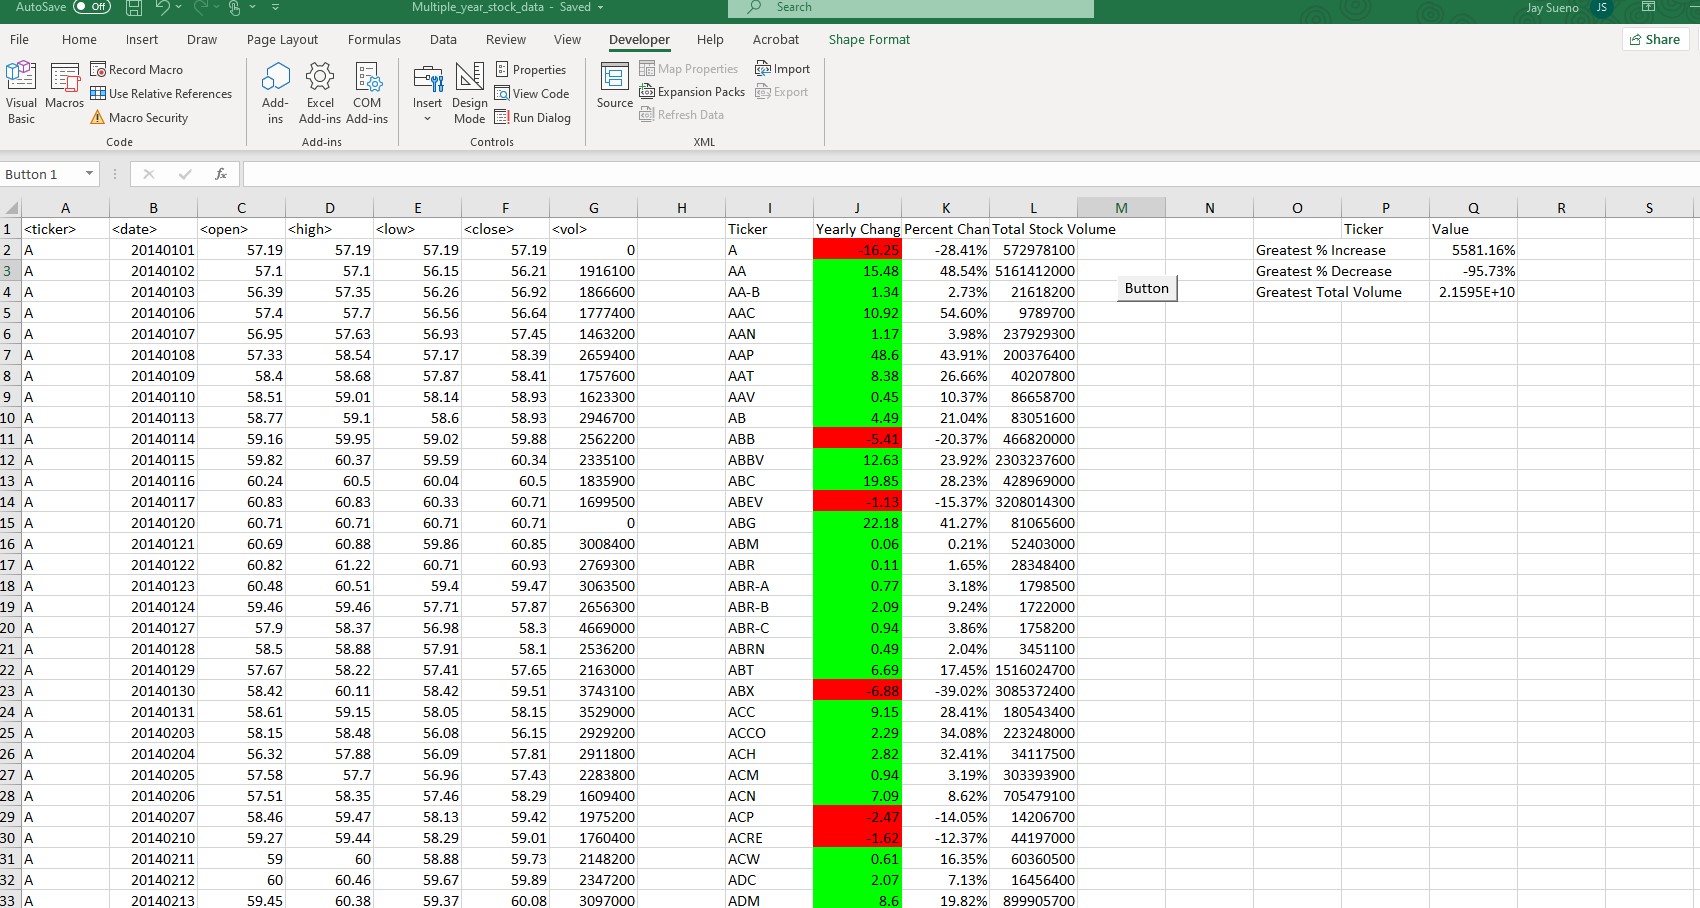 AutoSave Off Multiple_year_stock_data - Saved Search Jay Sueno JS
File Home Insert Draw Page Layout Formulas Data Review View Developer Help Acrobat Shape Format Share
Visual Basic
Macros
Record Macro
Use Relative References
Macro Security
Code
Add-ins
Excel Add-ins
COM Add-ins
Add-ins
Insert
Design Mode
Properties
View Code
Run Dialog
Controls
Source
Map Properties
Expansion Packs
Refresh Data
Import
Export
XML
Button 1 fx
A B C D E F G H I J K L M N O P Q R S
1 <ticker> <date> <open> <high> <low> <close> <vol> Ticker Yearly Chang Percent Chan Total Stock Volume Ticker Value
2 A 20140101 57.19 57.19 57.19 57.19 0 A -16.25 -28.41% 572978100 Greatest % Increase 5581.16%
3 A 20140102 57.1 57.1 56.15 56.21 1916100 AA 15.48 48.54% 5161412000 Greatest % Decrease -95.73%
4 A 20140103 56.39 57.35 56.26 56.92 1866600 AA-B 1.34 2.73% 21618200 Button Greatest Total Volume 2.1595E+10
5 A 20140106 57.4 57.7 56.56 56.64 1777400 AAC 10.92 54.60% 9789700
6 A 20140107 56.95 57.63 56.93 57.45 1463200 AAN 1.17 3.98% 237929300
7 A 20140108 57.33 58.54 57.17 58.39 2659400 AAP 48.6 43.91% 200376400
8 A 20140109 58.4 58.68 57.87 58.41 1757600 AAT 8.38 26.66% 40207800
9 A 20140110 58.51 59.01 58.14 58.93 1623300 AAV 0.45 10.37% 86658700
10 A 20140113 58.77 59.1 58.6 58.93 2946700 AB 4.49 21.04% 83051600
11 A 20140114 59.16 59.95 59.02 59.88 2562200 ABB -5.41 -20.37% 466820000
12 A 20140115 59.82 60.37 59.59 60.34 2335100 ABBV 12.63 23.92% 2303237600
13 A 20140116 60.24 60.5 60.04 60.5 1835900 ABC 19.85 28.23% 428969000
14 A 20140117 60.83 60.83 60.33 60.71 1699500 ABEV -1.13 -15.37% 3208014300
15 A 20140120 60.71 60.71 60.71 60.71 0 ABG 22.18 41.27% 81065600
16 A 20140121 60.69 60.88 59.86 60.85 3008400 ABM 0.06 0.21% 52403000
17 A 20140122 60.82 61.22 60.71 60.93 2769300 ABR 0.11 1.65% 28348400
18 A 20140123 60.48 60.51 59.4 59.47 3063500 ABR-A 0.77 3.18% 1798500
19 A 20140124 59.46 59.46 57.71 57.87 2656300 ABR-B 2.09 9.24% 1722000
20 A 20140127 57.9 58.37 56.98 58.3 4669000 ABR-C 0.94 3.86% 1758200
21 A 20140128 58.5 58.88 57.91 58.1 2536200 ABRN 0.49 2.04% 3451100
22 A 20140129 57.67 58.22 57.41 57.65 2163000 ABT 6.69 17.45% 1516024700
23 A 20140130 58.42 60.11 58.42 59.51 3743100 ABX -6.88 -39.02% 3085372400
24 A 20140131 58.61 59.15 58.05 58.15 3529000 ACC 9.15 28.41% 180543400
25 A 20140203 58.15 58.48 56.08 56.15 2929200 ACCO 2.29 34.08% 223248000
26 A 20140204 56.32 57.88 56.09 57.81 2911800 ACH 2.82 32.41% 34117500
27 A 20140205 57.58 57.7 56.96 57.43 2283800 ACM 0.94 3.19% 303393900
28 A 20140206 57.51 58.35 57.46 58.29 1609400 ACN 7.09 8.62% 705479100
29 A 20140207 58.46 59.47 58.13 59.42 1975200 ACP -2.47 -14.05% 14206700
30 A 20140210 59.27 59.44 58.29 59.01 1760400 ACRE -1.62 -12.37% 44197000
31 A 20140211 59 60 58.88 59.73 2148200 ACW 0.61 16.35% 60360500
32 A 20140212 60 60.46 59.67 59.89 2347200 ADC 2.07 7.13% 16456400
33 A 20140213 59.45 60.38 59.37 60.08 3097000 ADM 8.6 19.82% 899905700